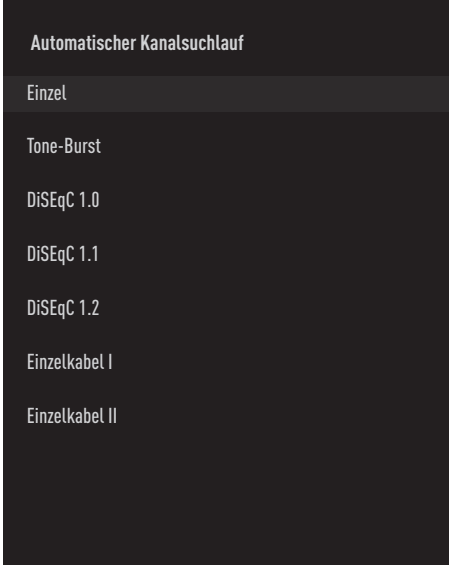 Automatischer Kanalsuchlauf
Einzel
Tone-Burst
DiSEqC 1.0
DiSEqC 1.1
DiSEqC 1.2
Einzelkabel I
Einzelkabel II